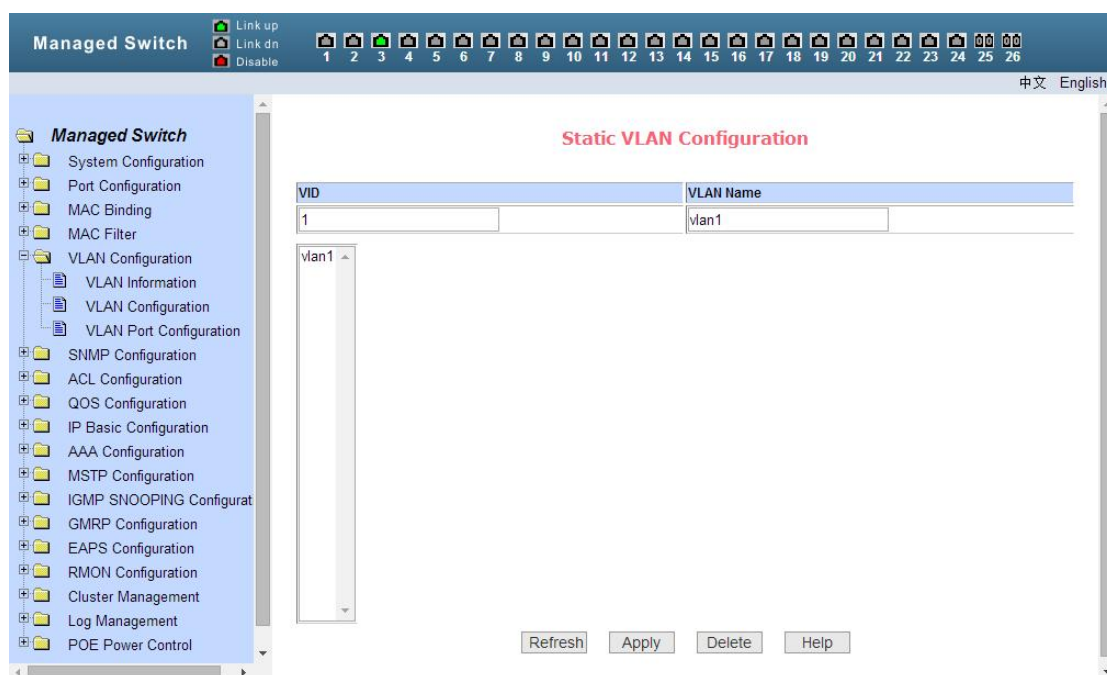 Managed Switch
Link up
Link dn
Disable
1 2 3 4 5 6 7 8 9 10 11 12 13 14 15 16 17 18 19 20 21 22 23 24 25 26
中文 English
Managed Switch
System Configuration
Port Configuration
MAC Binding
MAC Filter
VLAN Configuration
VLAN Information
VLAN Configuration
VLAN Port Configuration
SNMP Configuration
ACL Configuration
QOS Configuration
IP Basic Configuration
AAA Configuration
MSTP Configuration
IGMP SNOOPING Configurat
GMRP Configuration
EAPS Configuration
RMON Configuration
Cluster Management
Log Management
POE Power Control
Static VLAN Configuration
VID VLAN Name
1 vlan1
vlan1
Refresh Apply Delete Help